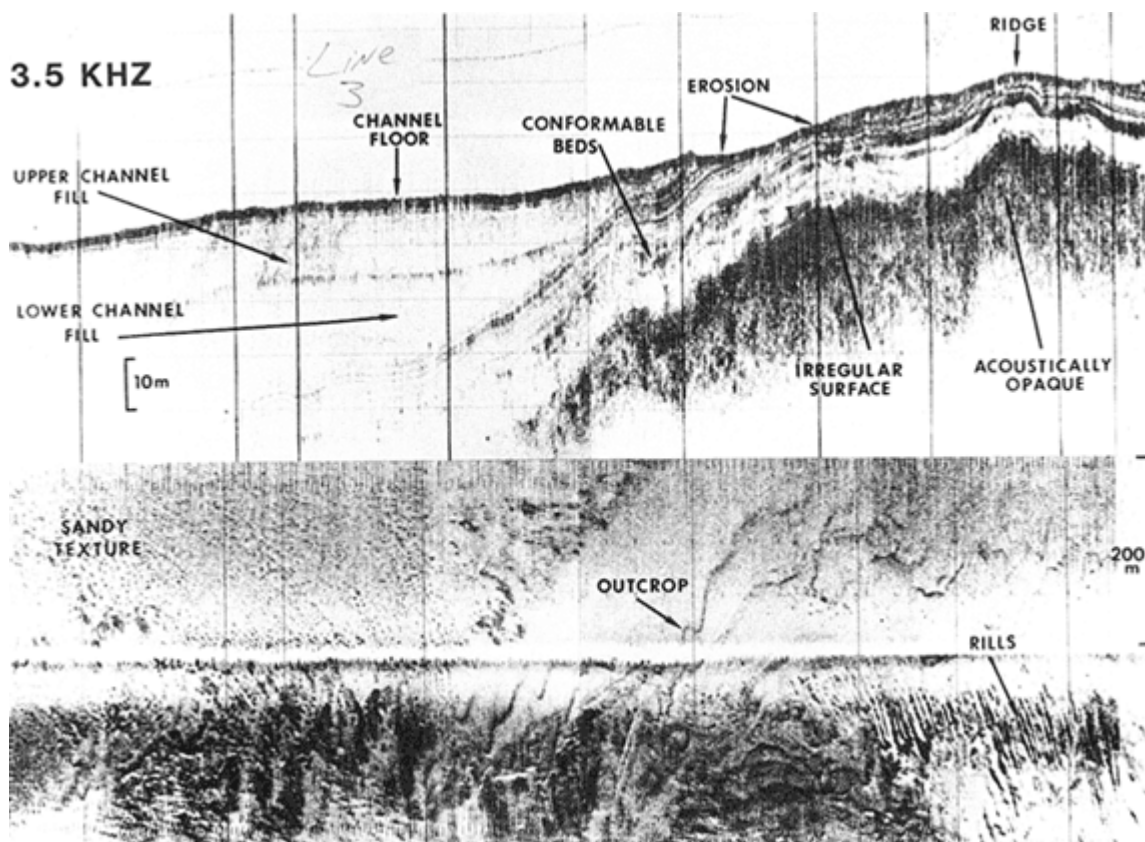 RIDGE
Line
3
3.5 KHZ
EROSION
CHANNEL
FLOOR
CONFORMABLE
BEDS
UPPER CHANNEL
FILL
LOWER CHANNEL
FILL
10m
IRREGULAR
SURFACE
ACOUSTICALLY
OPAQUE
SANDY
TEXTURE
200
m
OUTCROP
RILLS